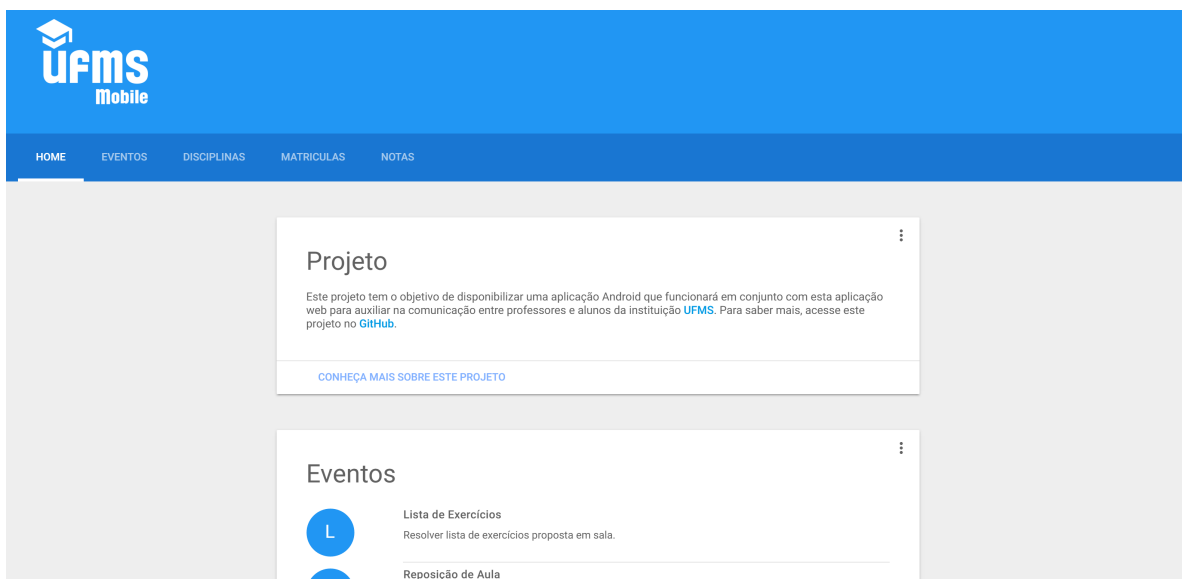 ufms
Mobile
HOME EVENTOS DISCIPLINAS MATRICULAS NOTAS
Projeto
Este projeto tem o objetivo de disponibilizar uma aplicação Android que funcionará em conjunto com esta aplicação
web para auxiliar na comunicação entre professores e alunos da instituição UFMS. Para saber mais, acesse este
projeto no GitHub.
CONHEÇA MAIS SOBRE ESTE PROJETO
Eventos
L
Lista de Exercícios
Resolver lista de exercícios proposta em sala.
Reposição de Aula